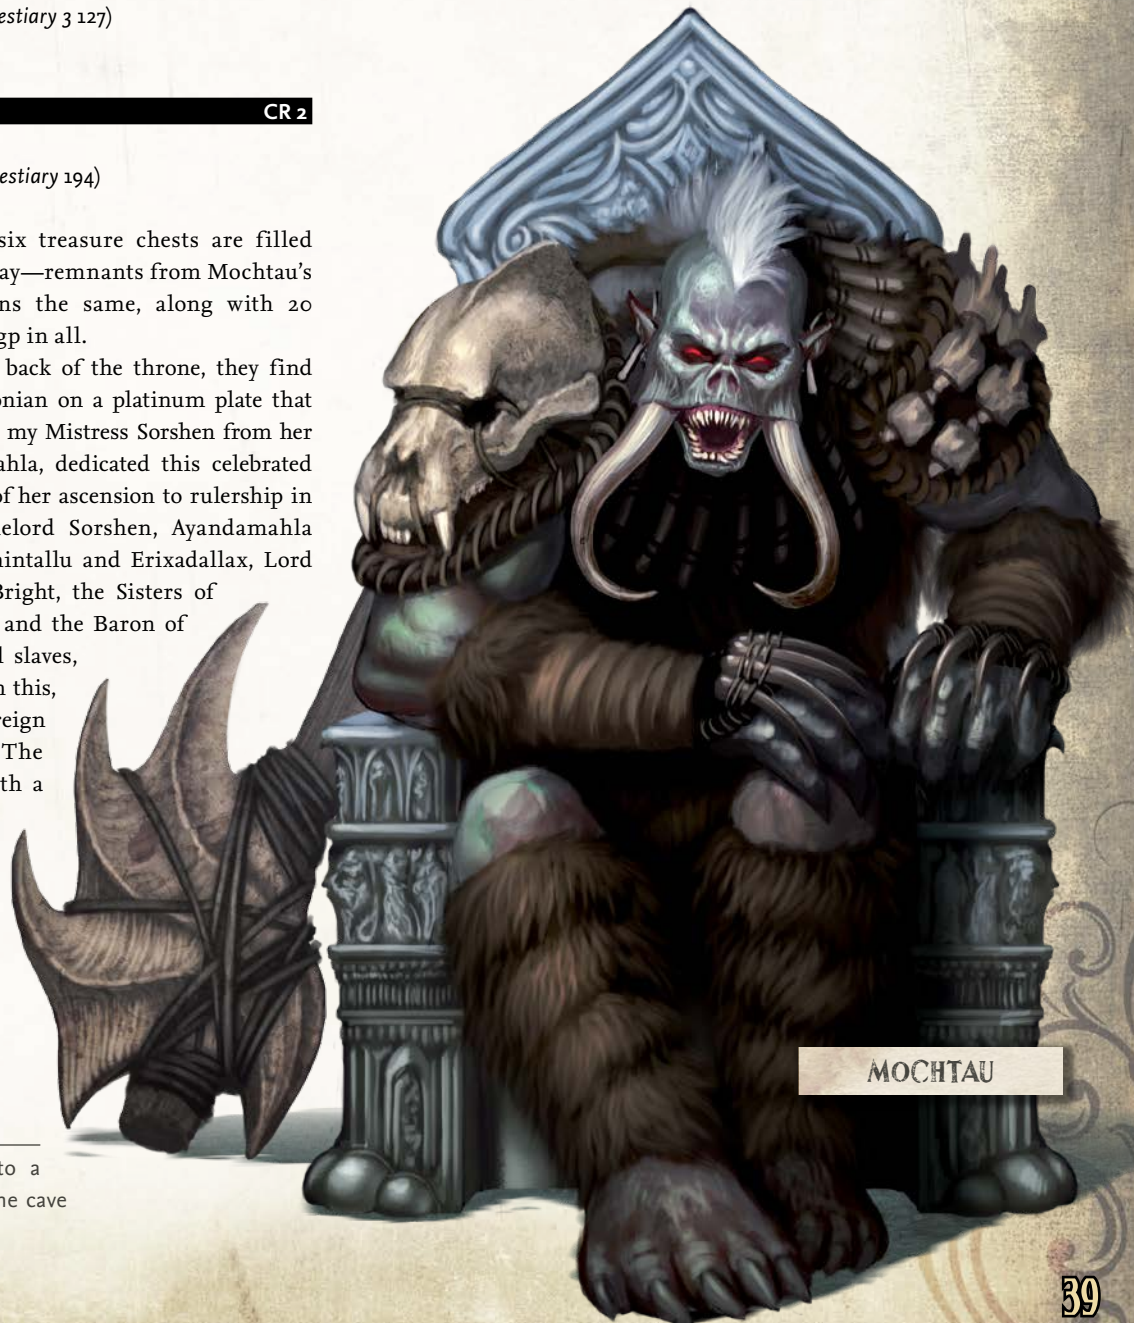 estiary 3 127)
CR 2
estiary 194)
six treasure chests are filled
ay—remnants from Mochtau's
ns the same, along with 20
gp in all.
back of the throne, they find
onian on a platinum plate that
my Mistress Sorshen from her
ahla, dedicated this celebrated
of her ascension to rulership in
elord Sorshen, Ayandamahla
intallu and Erixadallax, Lord
Bright, the Sisters of
and the Baron of
slaves,
this,
reign
The
th a
to a
he cave
MOCHTAU
39